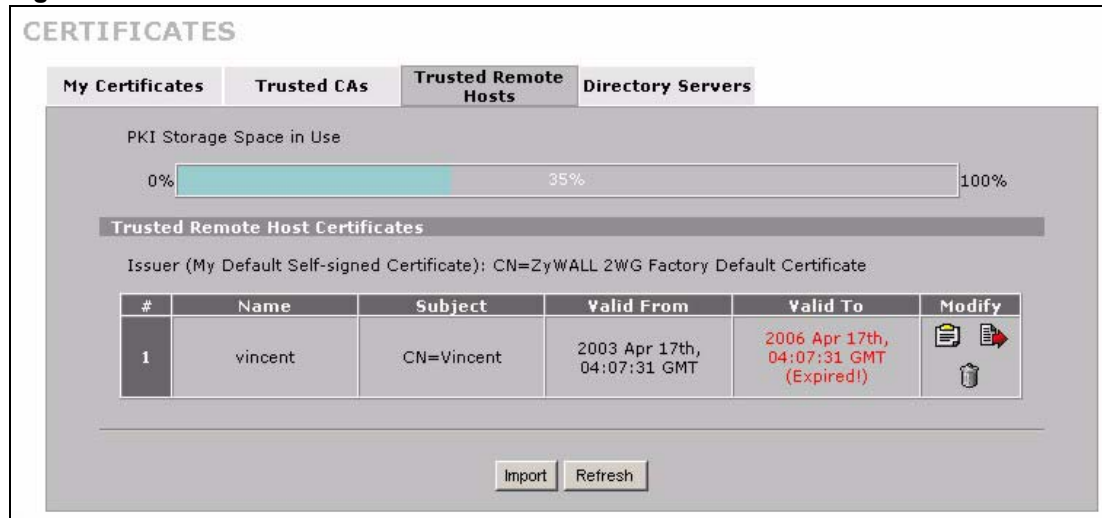 CERTIFICATES
My Certificates
Trusted CAs
Trusted Remote
Hosts
Directory Servers
PKI Storage Space in Use
0%
35%
100%
Trusted Remote Host Certificates
Issuer (My Default Self-signed Certificate): CN=ZyWALL 2WG Factory Default Certificate
# Name Subject Valid From Valid To Modify
1 vincent CN=Vincent
2003 Apr 17th,
04:07:31 GMT
2006 Apr 17th,
04:07:31 GMT
(Expired!)
Import Refresh